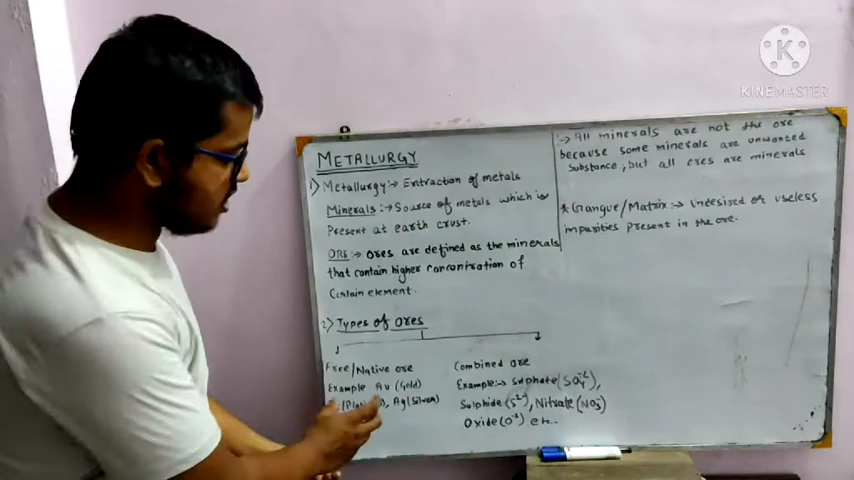 METALLURGY
1) Metallurgy:→ Extraction of metals
Minerals:→ Source of metals which is
Present at earth crust.
ORE:→ ores are defined as the minerals
that contain higher concentration of
Certain element.
2) Types of ores
Free/Native ore
Example Au (Gold)
Ag (Silver)
Combined ore
Example:→ Sulphate (SO₄⁻²),
Sulphide (S²⁻), Nitrate (NO₃⁻)
Oxide (O⁻²) etc.
:→ All minerals are not the ore
because some minerals are unwanted
substance, but all ores are minerals
*Gangue/Matrix:→ Undesired or useless
impurities present in the ore.
K
KINEMASTER